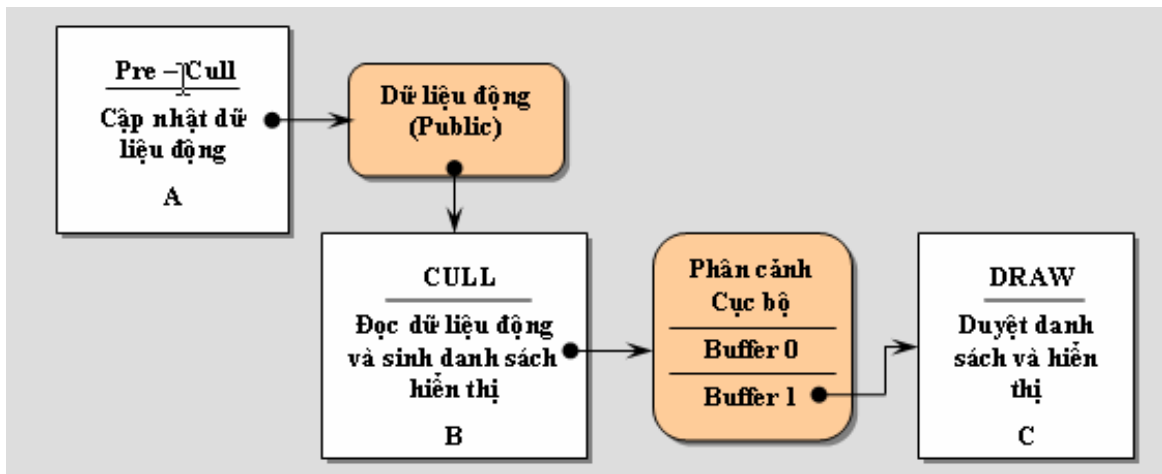 Pre – Cull
Cập nhật dữ
liệu động
A
Dữ liệu động
(Public)
CULL
Đọc dữ liệu động
và sinh danh sách
hiển thị
B
Phân cảnh
Cục bộ
Buffer 0
Buffer 1
DRAW
Duyệt danh
sách và hiển
thị
C